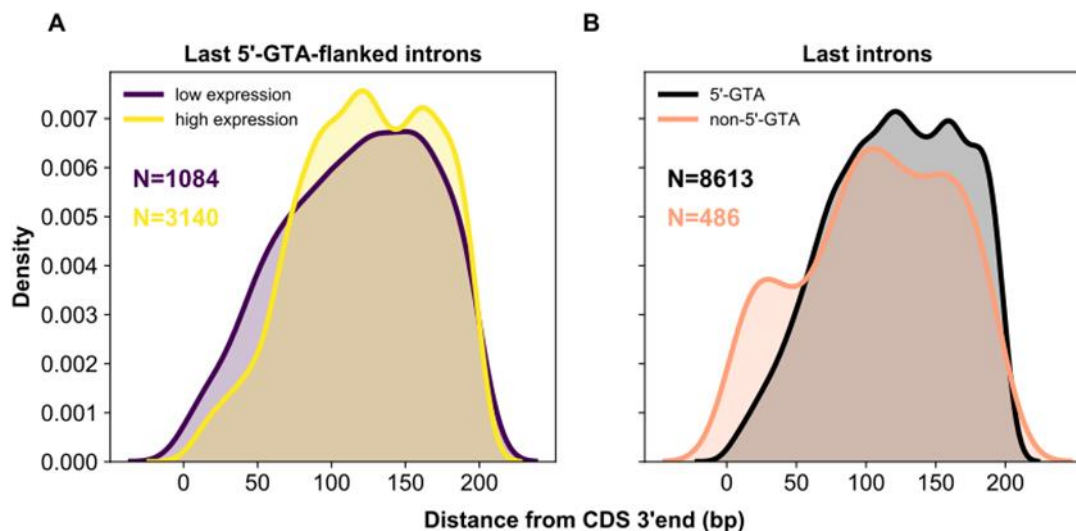 A
Last 5'-GTA-flanked introns
low expression
high expression
N=1084
N=3140
0.007
0.006
0.005
0.004
0.003
0.002
0.001
0.000
Density
0 50 100 150 200
B
Last introns
5'-GTA
non-5'-GTA
N=8613
N=486
0 50 100 150 200
Distance from CDS 3'end (bp)